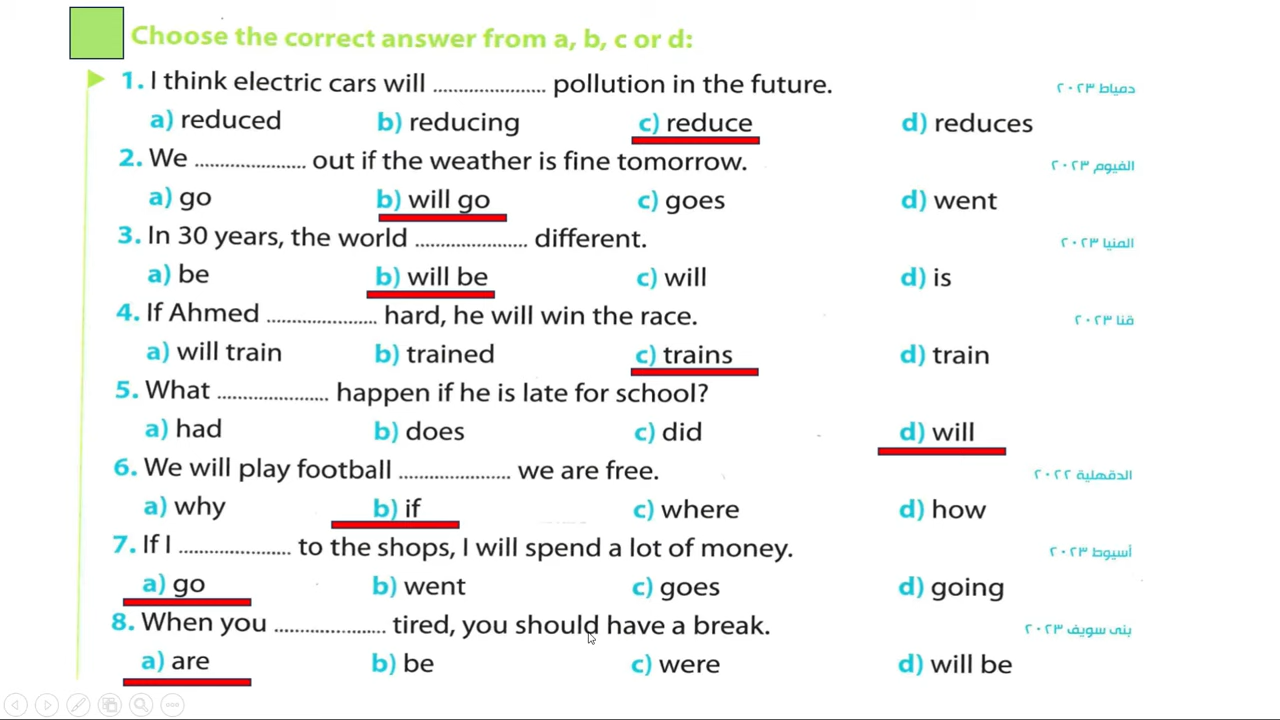 Choose the correct answer from a, b, c or d:
1. I think electric cars will ..................... pollution in the future. دمياط ٢٠٢٣
a) reduced b) reducing c) reduce d) reduces
2. We ..................... out if the weather is fine tomorrow. الفيوم ٢٠٢٣
a) go b) will go c) goes d) went
3. In 30 years, the world ..................... different. المنيا ٢٠٢٣
a) be b) will be c) will d) is
4. If Ahmed ..................... hard, he will win the race. قنا ٢٠٢٣
a) will train b) trained c) trains d) train
5. What ..................... happen if he is late for school?
a) had b) does c) did d) will
6. We will play football ..................... we are free. الدقهلية ٢٠٢٢
a) why b) if c) where d) how
7. If I ..................... to the shops, I will spend a lot of money. أسيوط ٢٠٢٣
a) go b) went c) goes d) going
8. When you ..................... tired, you should have a break. بنى سويف ٢٠٢٣
a) are b) be c) were d) will be